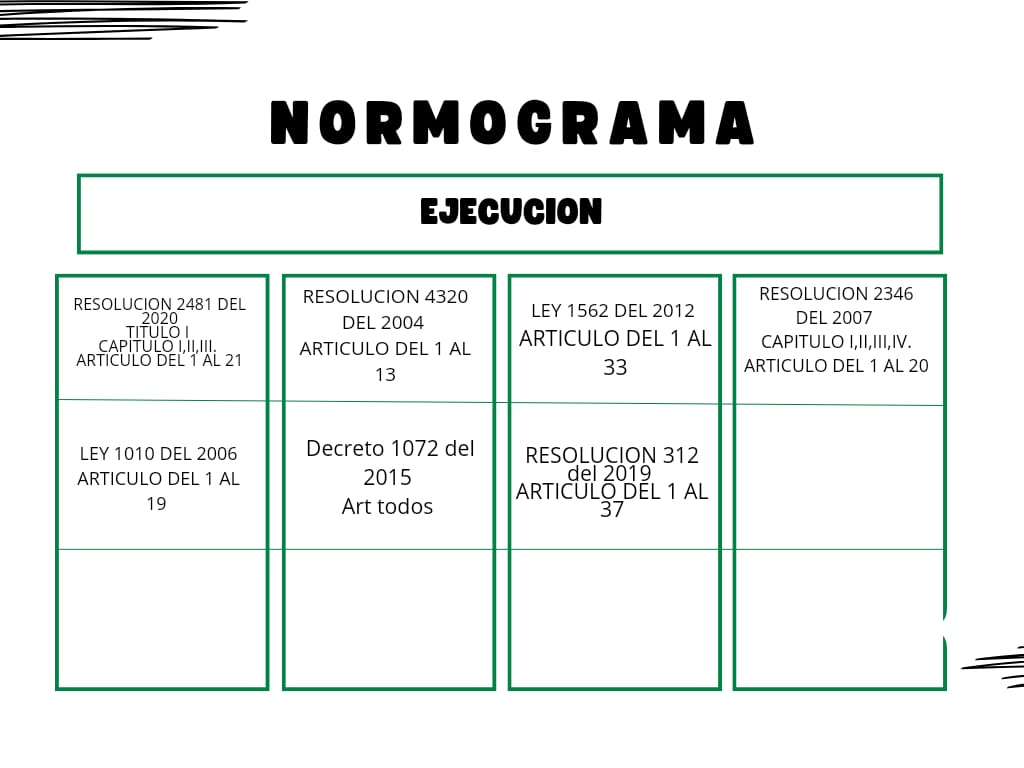 NORMOGRAMA
EJECUCION
RESOLUCION 2481 DEL
2020
TITULO I
CAPITULO I,II,III.
ARTICULO DEL 1 AL 21
RESOLUCION 4320
DEL 2004
ARTICULO DEL 1 AL
13
LEY 1562 DEL 2012
ARTICULO DEL 1 AL
33
RESOLUCION 2346
DEL 2007
CAPITULO I,II,III,IV.
ARTICULO DEL 1 AL 20
LEY 1010 DEL 2006
ARTICULO DEL 1 AL
19
Decreto 1072 del
2015
Art todos
RESOLUCION 312
del 2019
ARTICULO DEL 1 AL
37